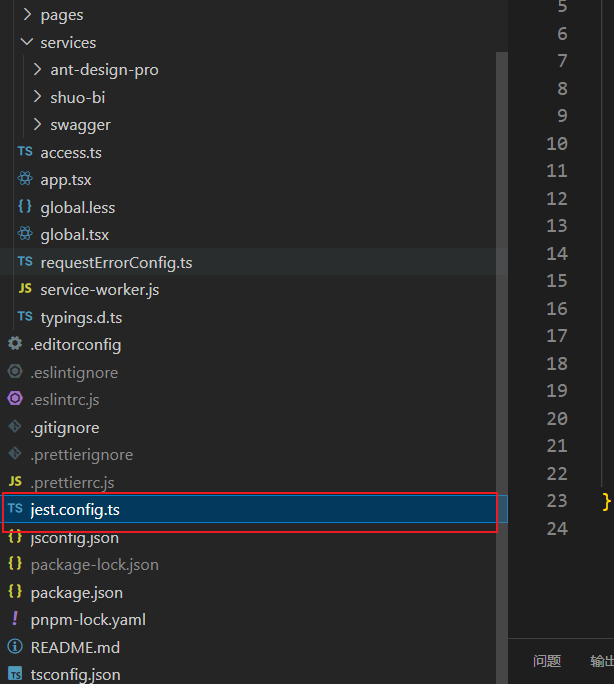 pages
services
ant-design-pro
shuo-bi
swagger
TS access.ts
app.tsx
{} global.less
global.tsx
TS requestErrorConfig.ts
JS service-worker.js
TS typings.d.ts
.editorconfig
.eslintignore
.eslintrc.js
.gitignore
.prettierignore
JS .prettierrc.js
TS jest.config.ts
{} jsconfig.json
{} package-lock.json
{} package.json
! pnpm-lock.yaml
README.md
TS tsconfig.json
5
6
7
8
9
10
11
12
13
14
15
16
17
18
19
20
21
22
23 }
24
问题 输出